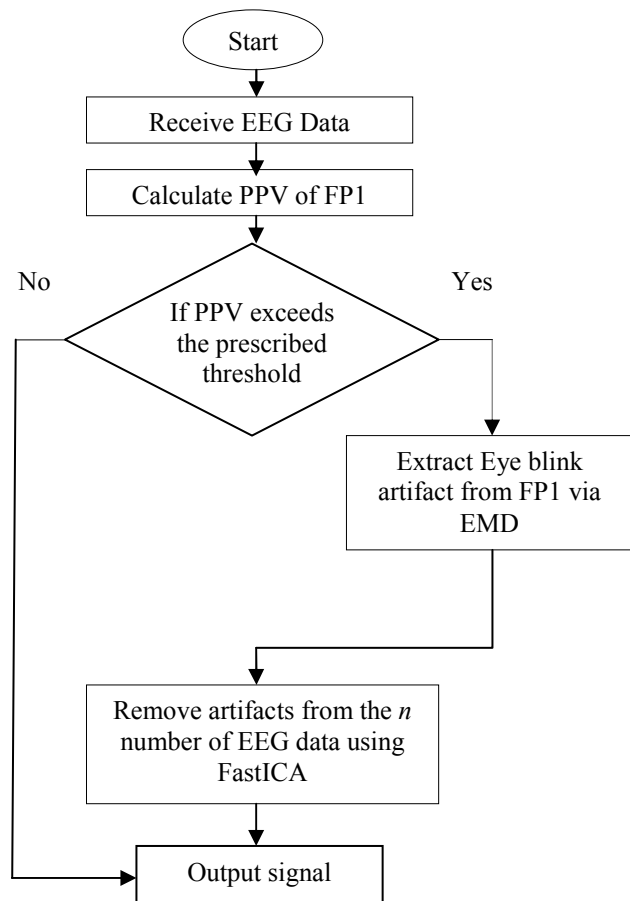 Start
Receive EEG Data
Calculate PPV of FP1
No
Yes
If PPV exceeds
the prescribed
threshold
Extract Eye blink
artifact from FP1 via
EMD
Remove artifacts from the n
number of EEG data using
FastICA
Output signal